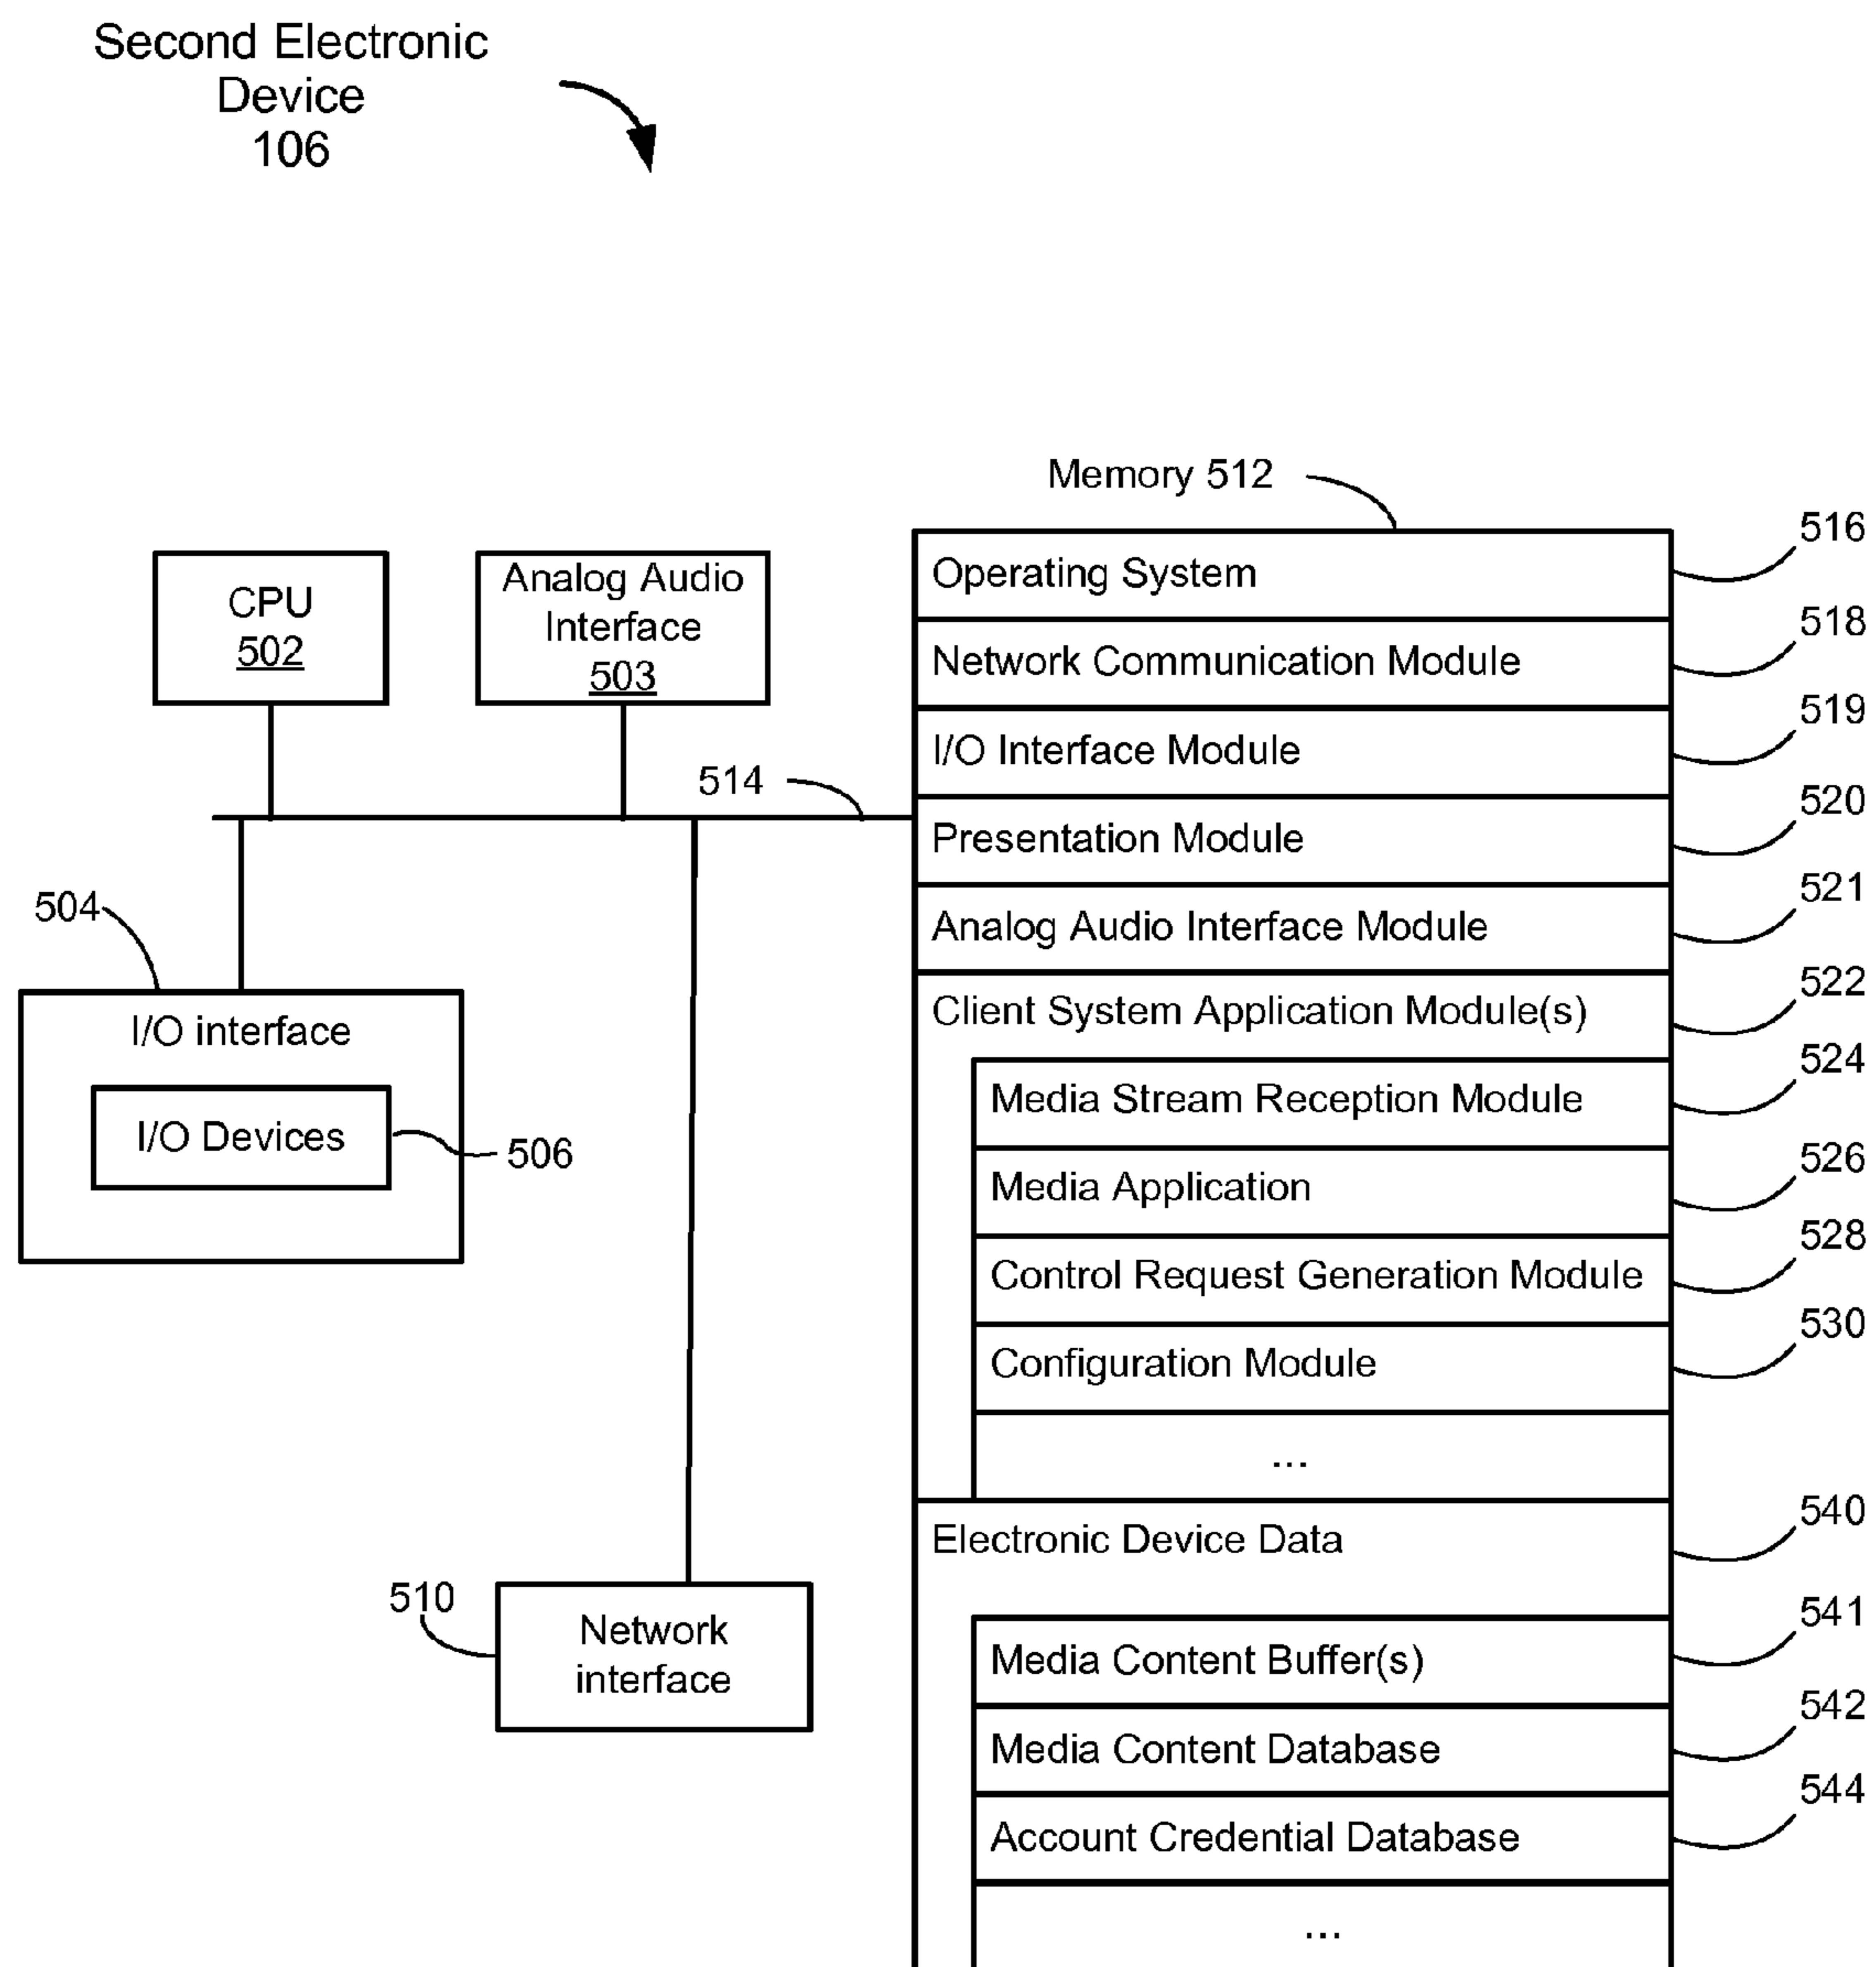 Second Electronic
Device
106
Memory 512
CPU
502
Analog Audio
Interface
503
514
504
I/O interface
I/O Devices
506
510
Network
interface
Operating System
516
Network Communication Module
518
I/O Interface Module
519
Presentation Module
520
Analog Audio Interface Module
521
Client System Application Module(s)
522
Media Stream Reception Module
524
Media Application
526
Control Request Generation Module
528
Configuration Module
530
...
Electronic Device Data
540
Media Content Buffer(s)
541
Media Content Database
542
Account Credential Database
544
...